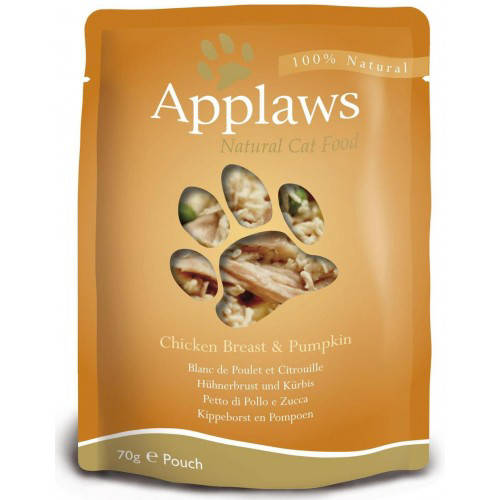 100% Natural
Applaws
Natural Cat Food
Chicken Breast & Pumpkin
Blanc de Poulet et Citrouille
Hühnerbrust und Kürbis
Petto di Pollo e Zucca
Kippeborst en Pompoen
70g ℮ Pouch